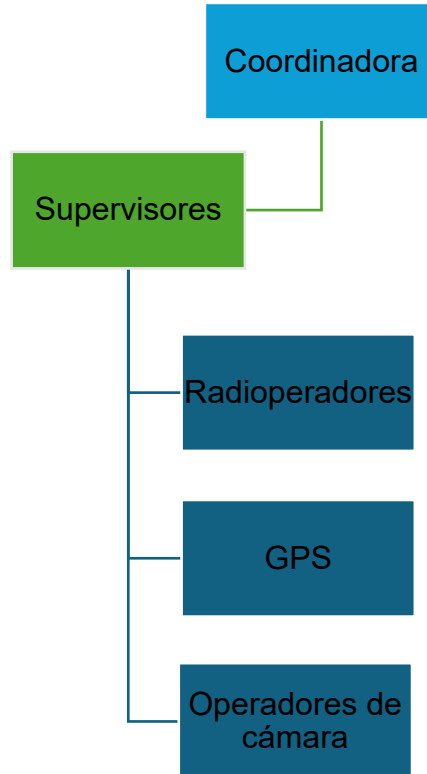 Coordinadora
Supervisores
Radioperadores
GPS
Operadores de
cámara